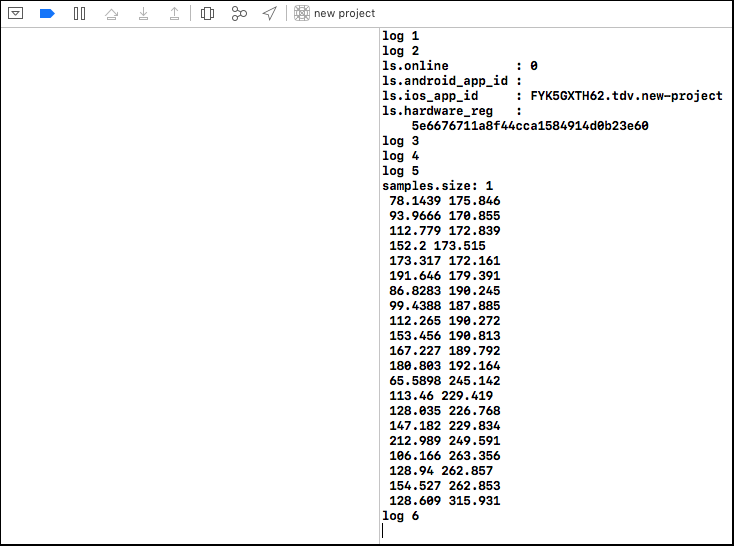 new project
log 1
log 2
ls.online : 0
ls.android_app_id :
ls.ios_app_id : FYK5GXTH62.tdv.new-project
ls.hardware_reg :
5e6676711a8f44cca1584914d0b23e60
log 3
log 4
log 5
samples.size: 1
78.1439 175.846
93.9666 170.855
112.779 172.839
152.2 173.515
173.317 172.161
191.646 179.391
86.8283 190.245
99.4388 187.885
112.265 190.272
153.456 190.813
167.227 189.792
180.803 192.164
65.5898 245.142
113.46 229.419
128.035 226.768
147.182 229.834
212.989 249.591
106.166 263.356
128.94 262.857
154.527 262.853
128.609 315.931
log 6